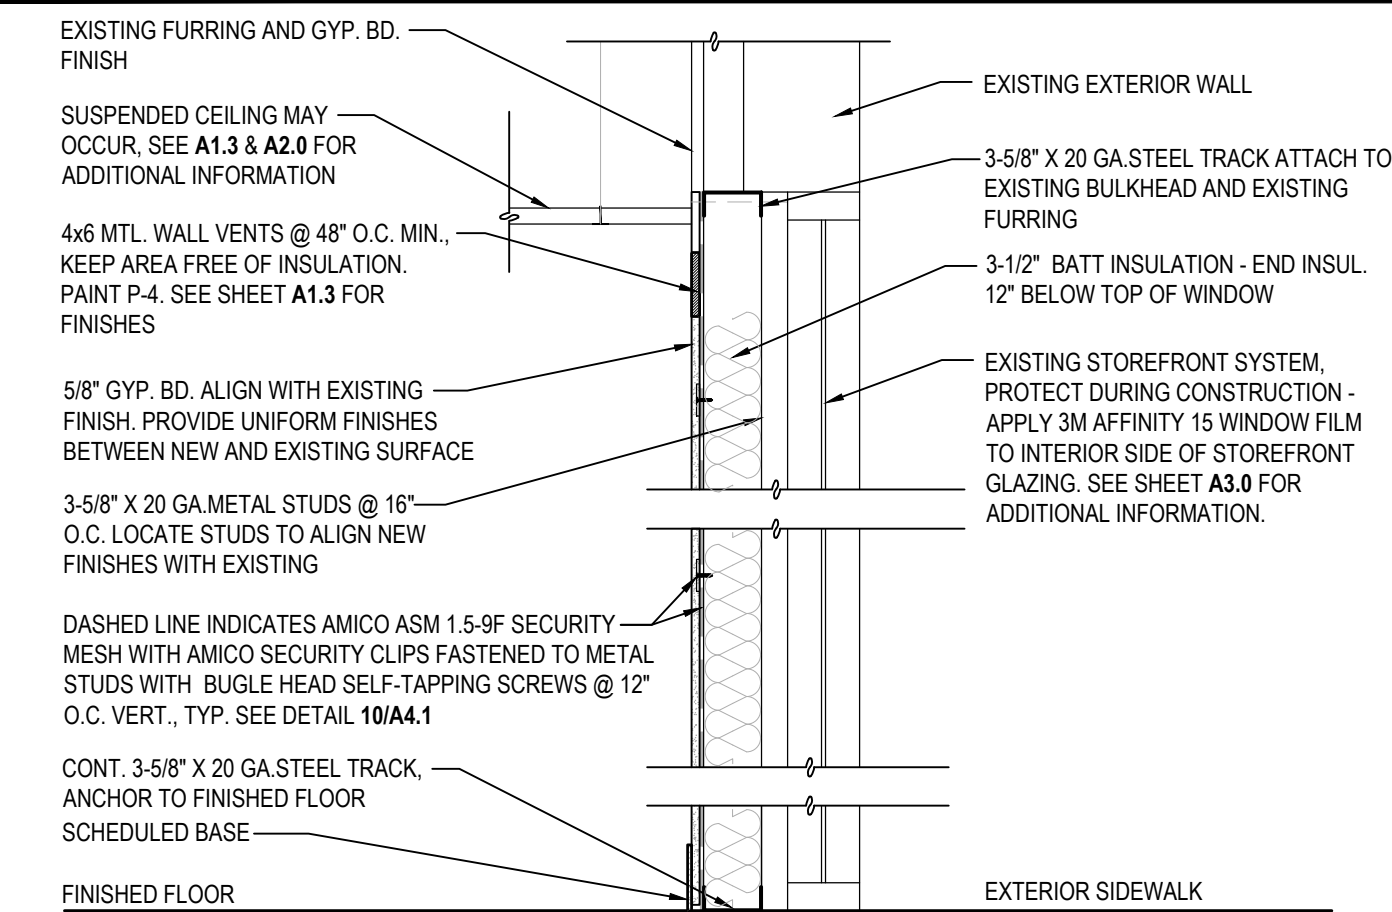 EXISTING FURRING AND GYP. BD.
FINISH
SUSPENDED CEILING MAY
OCCUR, SEE A1.3 & A2.0 FOR
ADDITIONAL INFORMATION
4x6 MTL. WALL VENTS @ 48" O.C. MIN.,
KEEP AREA FREE OF INSULATION.
PAINT P-4. SEE SHEET A1.3 FOR
FINISHES
5/8" GYP. BD. ALIGN WITH EXISTING
FINISH. PROVIDE UNIFORM FINISHES
BETWEEN NEW AND EXISTING SURFACE
3-5/8" X 20 GA.METAL STUDS @ 16"
O.C. LOCATE STUDS TO ALIGN NEW
FINISHES WITH EXISTING
DASHED LINE INDICATES AMICO ASM 1.5-9F SECURITY
MESH WITH AMICO SECURITY CLIPS FASTENED TO METAL
STUDS WITH BUGLE HEAD SELF-TAPPING SCREWS @ 12"
O.C. VERT., TYP. SEE DETAIL 10/A4.1
CONT. 3-5/8" X 20 GA.STEEL TRACK,
ANCHOR TO FINISHED FLOOR
SCHEDULED BASE
FINISHED FLOOR
EXISTING EXTERIOR WALL
3-5/8" X 20 GA.STEEL TRACK ATTACH TO
EXISTING BULKHEAD AND EXISTING
FURRING
3-1/2" BATT INSULATION - END INSUL.
12" BELOW TOP OF WINDOW
EXISTING STOREFRONT SYSTEM,
PROTECT DURING CONSTRUCTION -
APPLY 3M AFFINITY 15 WINDOW FILM
TO INTERIOR SIDE OF STOREFRONT
GLAZING. SEE SHEET A3.0 FOR
ADDITIONAL INFORMATION.
EXTERIOR SIDEWALK